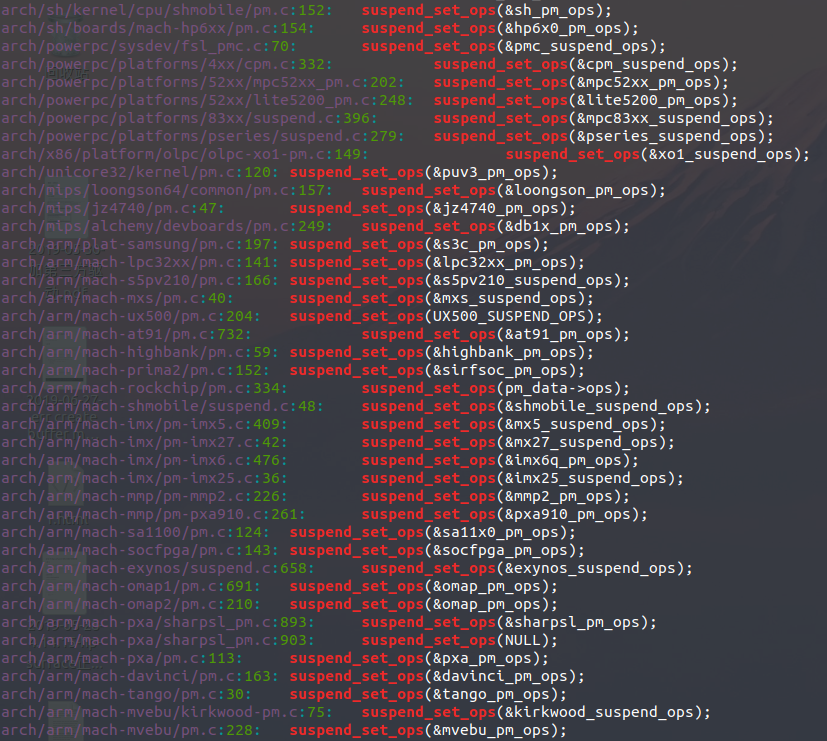 arch/sh/kernel/cpu/shmobile/pm.c:152: suspend_set_ops(&sh_pm_ops);
arch/sh/boards/mach-hp6xx/pm.c:154: suspend_set_ops(&hp6x0_pm_ops);
arch/powerpc/sysdev/fsl_pmc.c:70: suspend_set_ops(&pmc_suspend_ops);
arch/powerpc/platforms/4xx/cpm.c:332: suspend_set_ops(&cpm_suspend_ops);
arch/powerpc/platforms/52xx/mpc52xx_pm.c:202: suspend_set_ops(&mpc52xx_pm_ops);
arch/powerpc/platforms/52xx/lite5200_pm.c:248: suspend_set_ops(&lite5200_pm_ops);
arch/powerpc/platforms/83xx/suspend.c:396: suspend_set_ops(&mpc83xx_suspend_ops);
arch/powerpc/platforms/pseries/suspend.c:279: suspend_set_ops(&pseries_suspend_ops);
arch/x86/platform/olpc/olpc-xo1-pm.c:149: suspend_set_ops(&xo1_suspend_ops);
arch/unicore32/kernel/pm.c:120: suspend_set_ops(&puv3_pm_ops);
arch/mips/loongson64/common/pm.c:157: suspend_set_ops(&loongson_pm_ops);
arch/mips/jz4740/pm.c:47: suspend_set_ops(&jz4740_pm_ops);
arch/mips/alchemy/devboards/pm.c:249: suspend_set_ops(&db1x_pm_ops);
arch/arm/plat-samsung/pm.c:197: suspend_set_ops(&s3c_pm_ops);
arch/arm/mach-lpc32xx/pm.c:141: suspend_set_ops(&lpc32xx_pm_ops);
arch/arm/mach-s5pv210/pm.c:166: suspend_set_ops(&s5pv210_suspend_ops);
arch/arm/mach-mxs/pm.c:40: suspend_set_ops(&mxs_suspend_ops);
arch/arm/mach-ux500/pm.c:204: suspend_set_ops(UX500_SUSPEND_OPS);
arch/arm/mach-at91/pm.c:732: suspend_set_ops(&at91_pm_ops);
arch/arm/mach-highbank/pm.c:59: suspend_set_ops(&highbank_pm_ops);
arch/arm/mach-prima2/pm.c:152: suspend_set_ops(&sirfsoc_pm_ops);
arch/arm/mach-rockchip/pm.c:334: suspend_set_ops(pm_data->ops);
arch/arm/mach-shmobile/suspend.c:48: suspend_set_ops(&shmobile_suspend_ops);
arch/arm/mach-imx/pm-imx5.c:409: suspend_set_ops(&mx5_suspend_ops);
arch/arm/mach-imx/pm-imx27.c:42: suspend_set_ops(&mx27_suspend_ops);
arch/arm/mach-imx/pm-imx6.c:476: suspend_set_ops(&imx6q_pm_ops);
arch/arm/mach-imx/pm-imx25.c:36: suspend_set_ops(&imx25_suspend_ops);
arch/arm/mach-mmp/pm-mmp2.c:226: suspend_set_ops(&mmp2_pm_ops);
arch/arm/mach-mmp/pm-pxa910.c:261: suspend_set_ops(&pxa910_pm_ops);
arch/arm/mach-sa1100/pm.c:124: suspend_set_ops(&sa11x0_pm_ops);
arch/arm/mach-socfpga/pm.c:143: suspend_set_ops(&socfpga_pm_ops);
arch/arm/mach-exynos/suspend.c:658: suspend_set_ops(&exynos_suspend_ops);
arch/arm/mach-omap1/pm.c:691: suspend_set_ops(&omap_pm_ops);
arch/arm/mach-omap2/pm.c:210: suspend_set_ops(&omap_pm_ops);
arch/arm/mach-pxa/sharpsl_pm.c:893: suspend_set_ops(&sharpsl_pm_ops);
arch/arm/mach-pxa/sharpsl_pm.c:903: suspend_set_ops(NULL);
arch/arm/mach-pxa/pm.c:113: suspend_set_ops(&pxa_pm_ops);
arch/arm/mach-davinci/pm.c:163: suspend_set_ops(&davinci_pm_ops);
arch/arm/mach-tango/pm.c:30: suspend_set_ops(&tango_pm_ops);
arch/arm/mach-mvebu/kirkwood-pm.c:75: suspend_set_ops(&kirkwood_suspend_ops);
arch/arm/mach-mvebu/pm.c:228: suspend_set_ops(&mvebu_pm_ops);